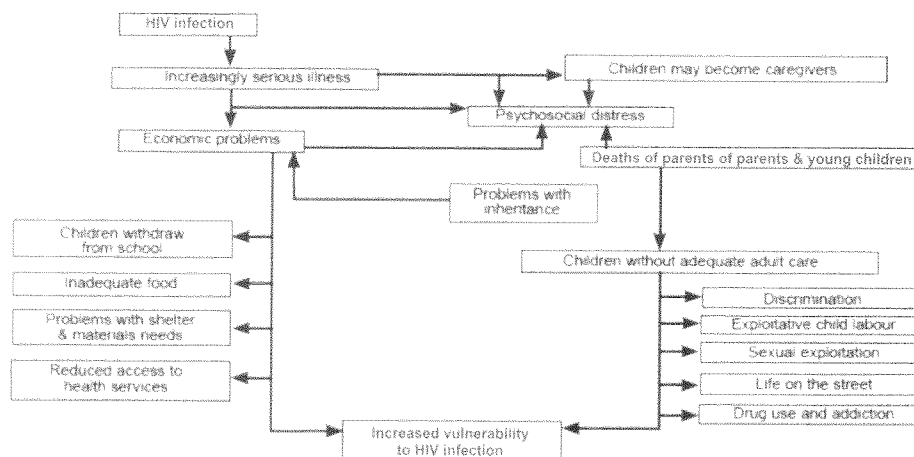 HIV infection
Increasingly serious illness
Children may become caregivers
Psychosocial distress
Economic problems
Deaths of parents of parents & young children
Problems with
inheritance
Children withdraw
from school
Children without adequate adult care
Inadequate food
Discrimination
Problems with shelter
& materials needs
Exploitative child labour
Sexual exploitation
Reduced access to
health services
Life on the street
Drug use and addiction
Increased vulnerability
to HIV infection